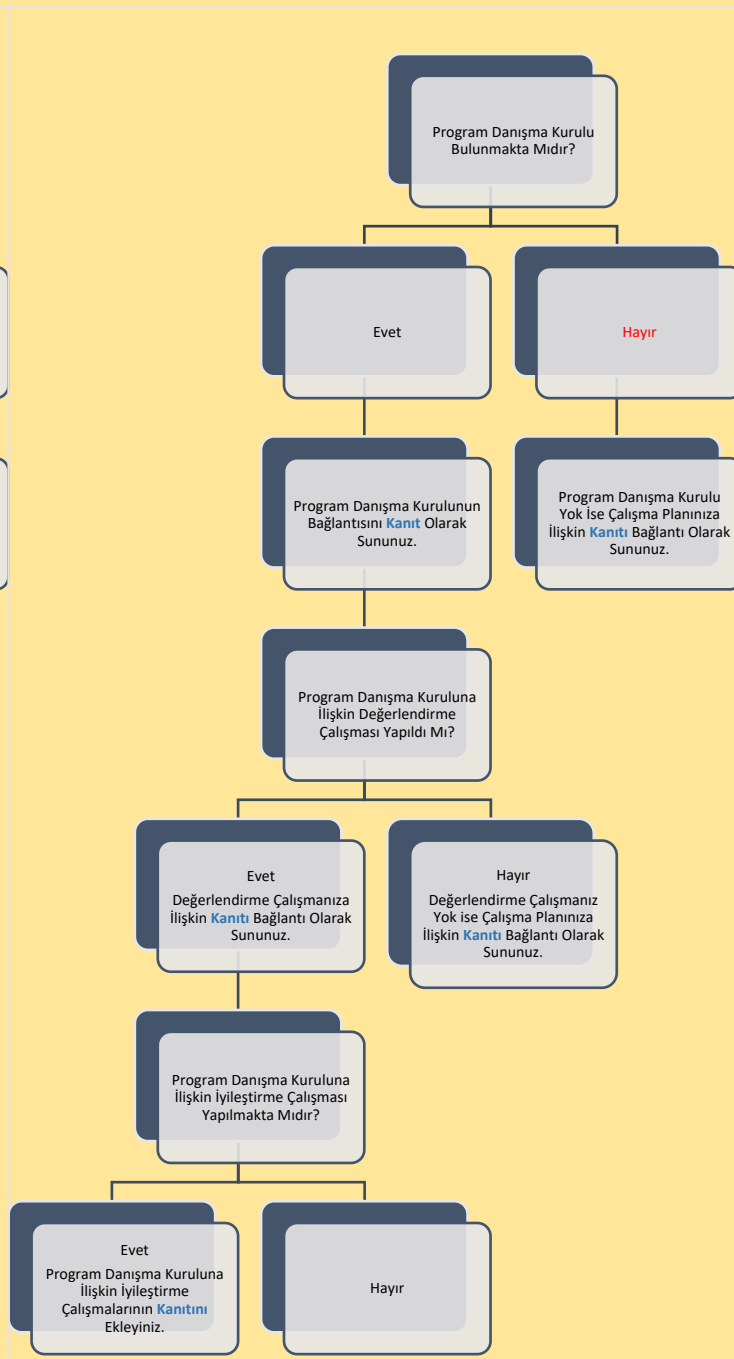 Program Danışma Kurulu
Bulunmakta Mıdır?
Evet
Hayır
Program Danışma Kurulunun
Bağlantısını Kanıt Olarak
Sununuz.
Program Danışma Kurulu
Yok İse Çalışma Planınıza
İlişkin Kanıtı Bağlantı Olarak
Sununuz.
Program Danışma Kuruluna
İlişkin Değerlendirme
Çalışması Yapıldı Mı?
Evet
Değerlendirme Çalışmanıza
İlişkin Kanıtı Bağlantı Olarak
Sununuz.
Hayır
Değerlendirme Çalışmanız
Yok ise Çalışma Planınıza
İlişkin Kanıtı Bağlantı Olarak
Sununuz.
Program Danışma Kuruluna
İlişkin İyileştirme Çalışması
Yapılmakta Mıdır?
Evet
Program Danışma Kuruluna
İlişkin İyileştirme
Çalışmalarının Kanıtını
Ekleyiniz.
Hayır